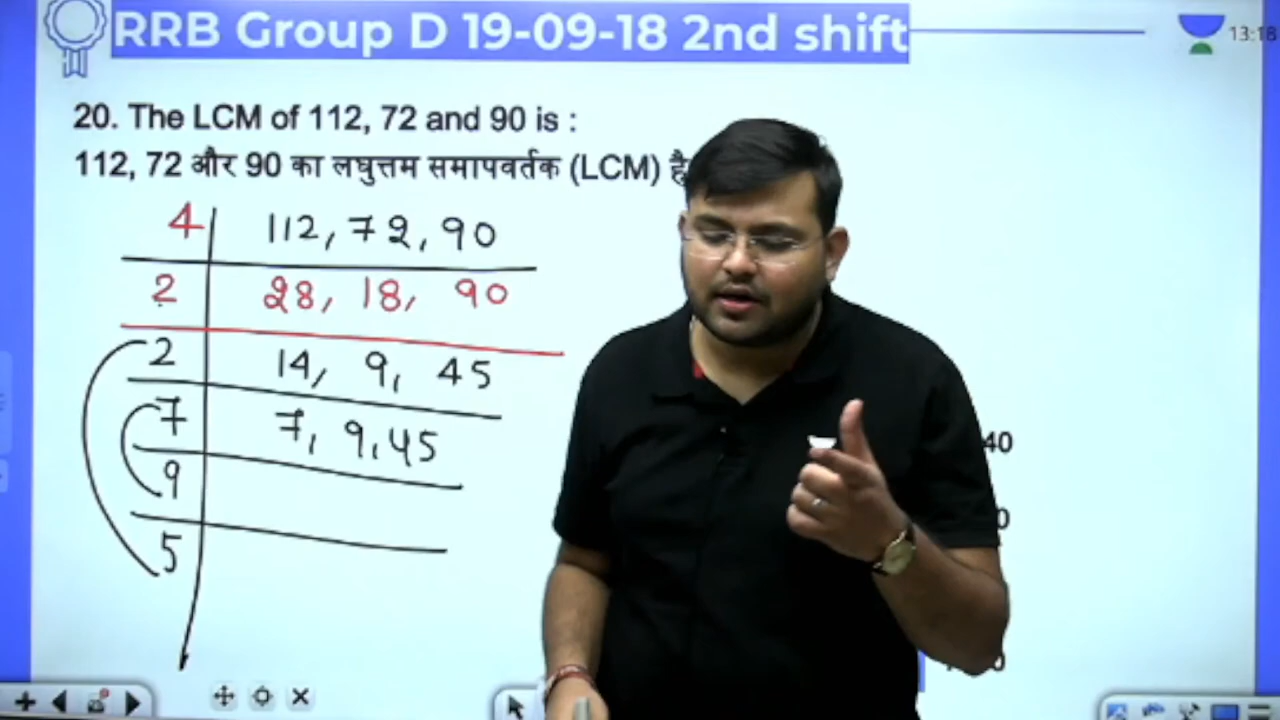 RRB Group D 19-09-18 2nd shift
13:18
20. The LCM of 112, 72 and 90 is :
112, 72 और 90 का लघुत्तम समापवर्तक (LCM) है
4 112, 72, 90
2 28, 18, 90
2 14, 9, 45
7 7, 9, 45
9
5
40
0